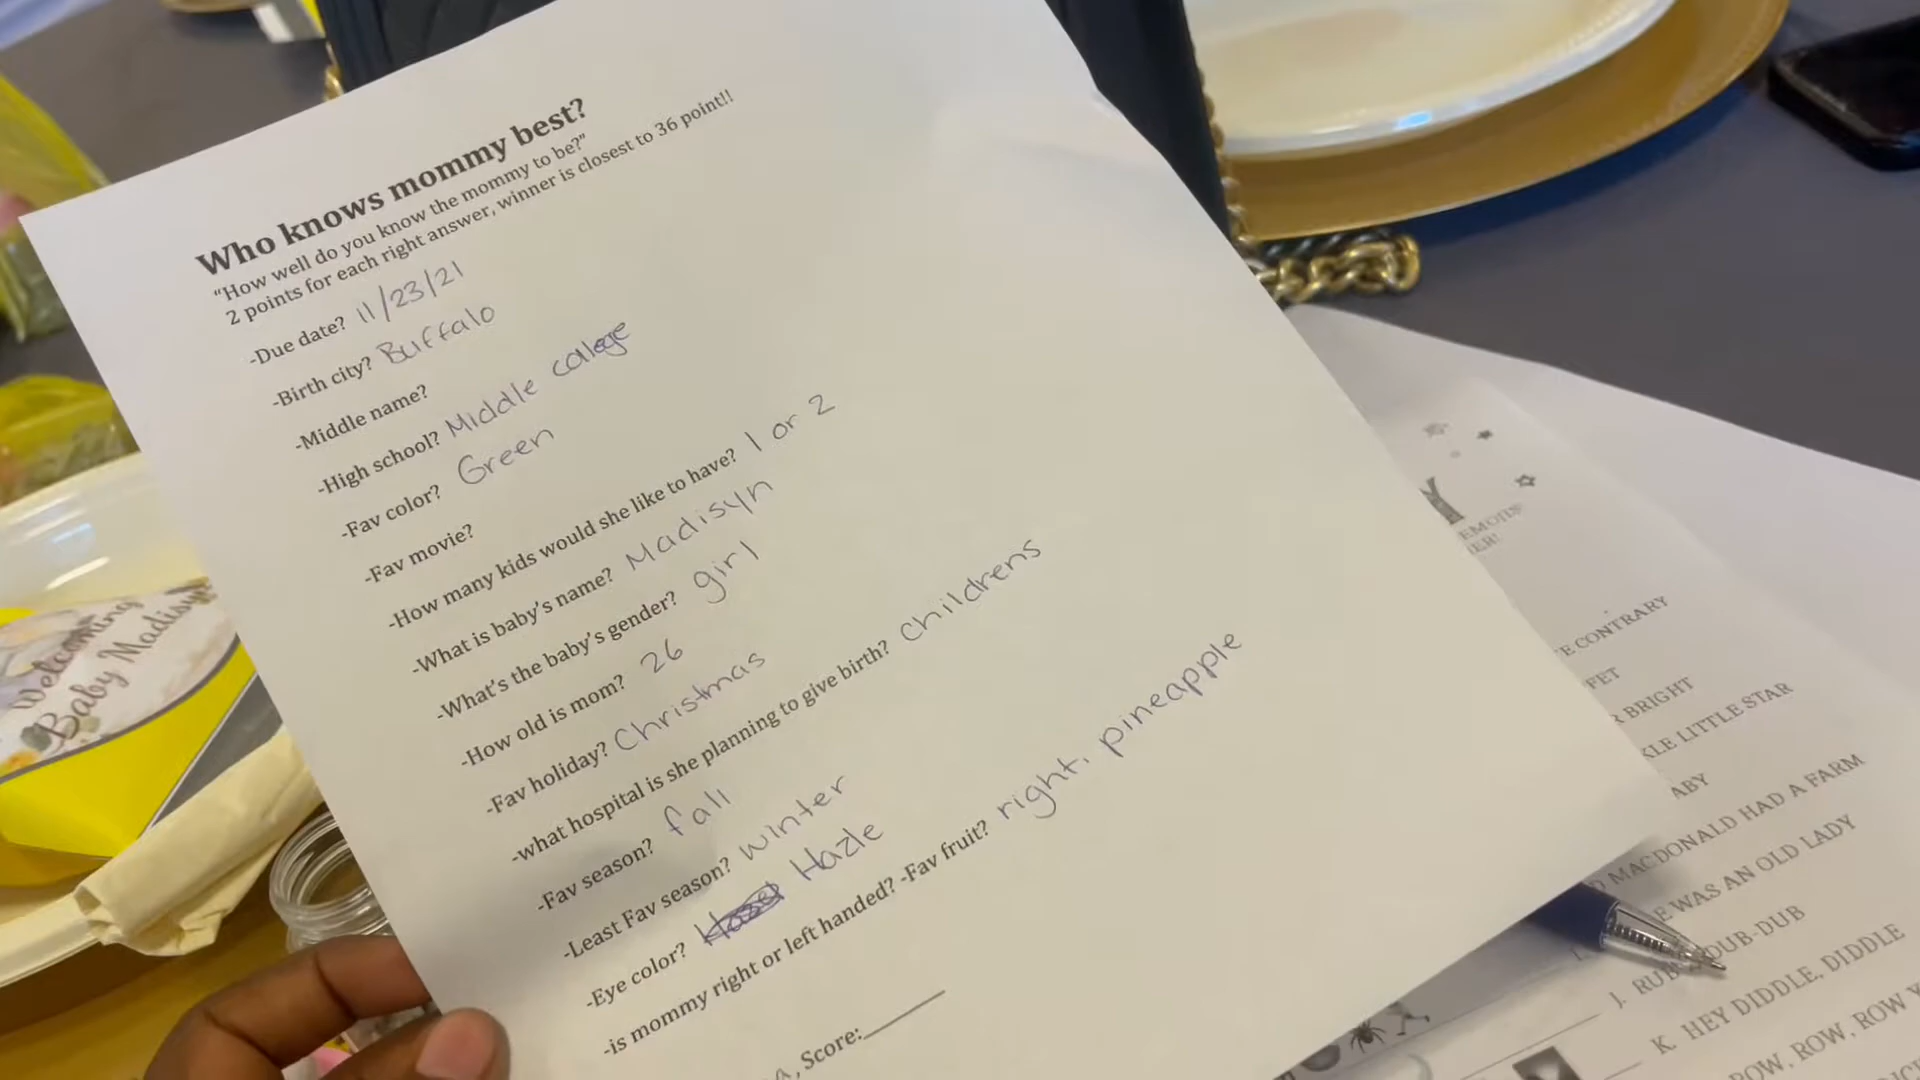 Who knows mommy best?
"How well do you know the mommy to be?"
2 points for each right answer, winner is closest to 36 point!!
-Due date? 11/23/21
-Birth city? Buffalo
-Middle name?
-High school? Middle college
-Fav color? Green
-Fav movie?
-How many kids would she like to have? 1 or 2
-What is baby's name? Madisyn
-What's the baby's gender? girl
-How old is mom? 26
-Fav holiday? Christmas
-what hospital is she planning to give birth? Childrens
-Fav season? fall
-Least Fav season? winter
-Eye color? Hazle
-is mommy right or left handed? -Fav fruit? right, pineapple
, Score:
Welcoming
Baby Madisyn
EMOJIS
CONTRARY
BRIGHT
LITTLE STAR
MACDONALD HAD A FARM
WAS AN OLD LADY
J. RUB DUB-DUB
K. HEY DIDDLE, DIDDLE
ROW, ROW, ROW